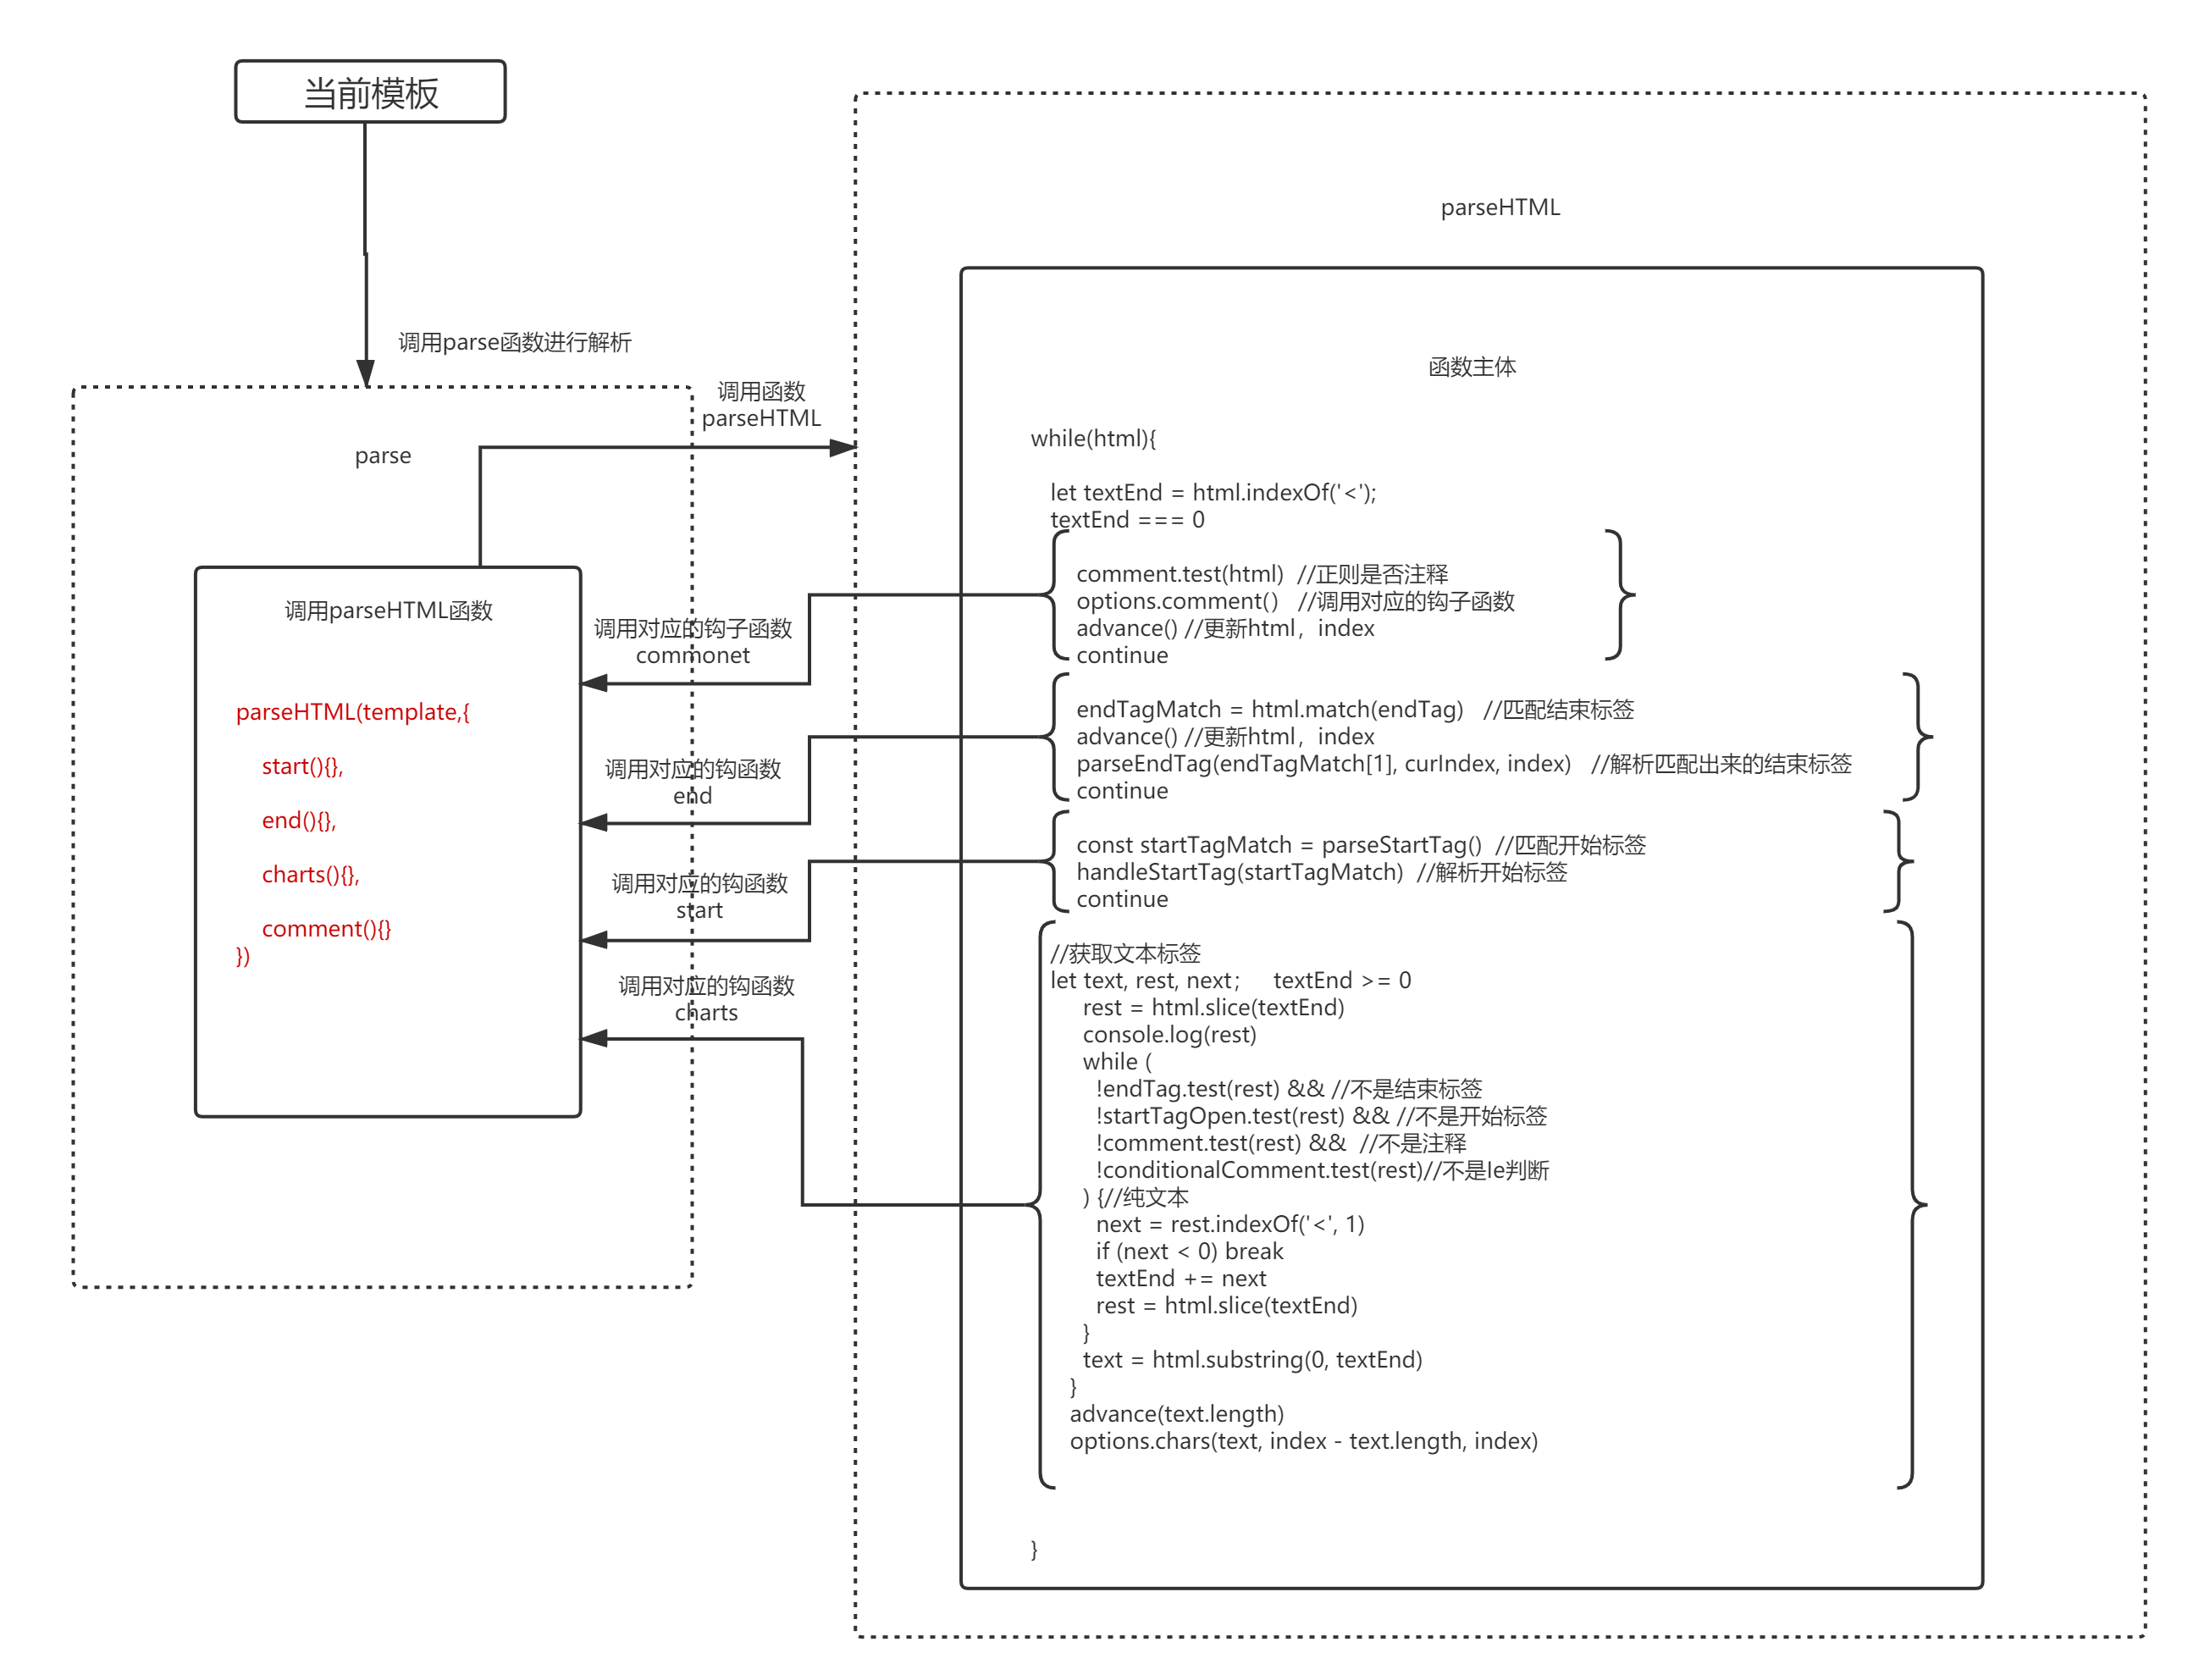 当前模板
调用parse函数进行解析
parse
调用函数
parseHTML
调用parseHTML函数
parseHTML(template,{
start(){},
end(){},
charts(){},
comment(){}
})
调用对应的钩子函数
commonet
调用对应的钩函数
end
调用对应的钩函数
start
调用对应的钩函数
charts
parseHTML
函数主体
while(html){
let textEnd = html.indexOf('<');
textEnd === 0
comment.test(html)  //正则是否注释
options.comment()   //调用对应的钩子函数
advance() //更新html，index
continue
endTagMatch = html.match(endTag)   //匹配结束标签
advance() //更新html，index
parseEndTag(endTagMatch[1], curIndex, index)   //解析匹配出来的结束标签
continue
const startTagMatch = parseStartTag()  //匹配开始标签
handleStartTag(startTagMatch)  //解析开始标签
continue
//获取文本标签
let text, rest, next；   textEnd >= 0
rest = html.slice(textEnd)
console.log(rest)
while (
!endTag.test(rest) && //不是结束标签
!startTagOpen.test(rest) && //不是开始标签
!comment.test(rest) &&  //不是注释
!conditionalComment.test(rest)//不是Ie判断
) {//纯文本
next = rest.indexOf('<', 1)
if (next < 0) break
textEnd += next
rest = html.slice(textEnd)
}
text = html.substring(0, textEnd)
}
advance(text.length)
options.chars(text, index - text.length, index)
}